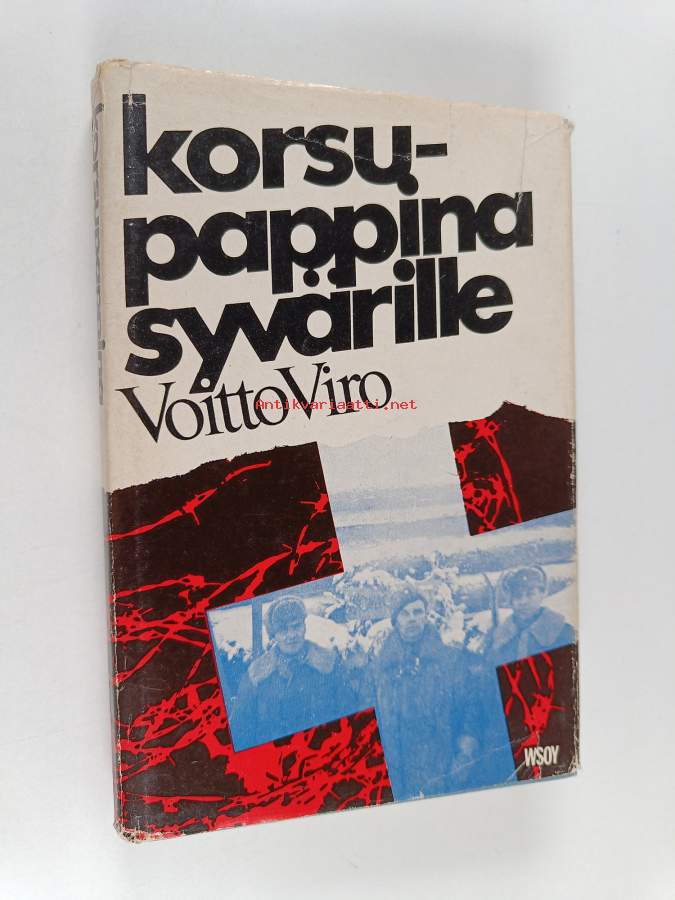 korsu-
pappina
syvärille
Voitto Viro
Antikvariaatti.net
WSOY